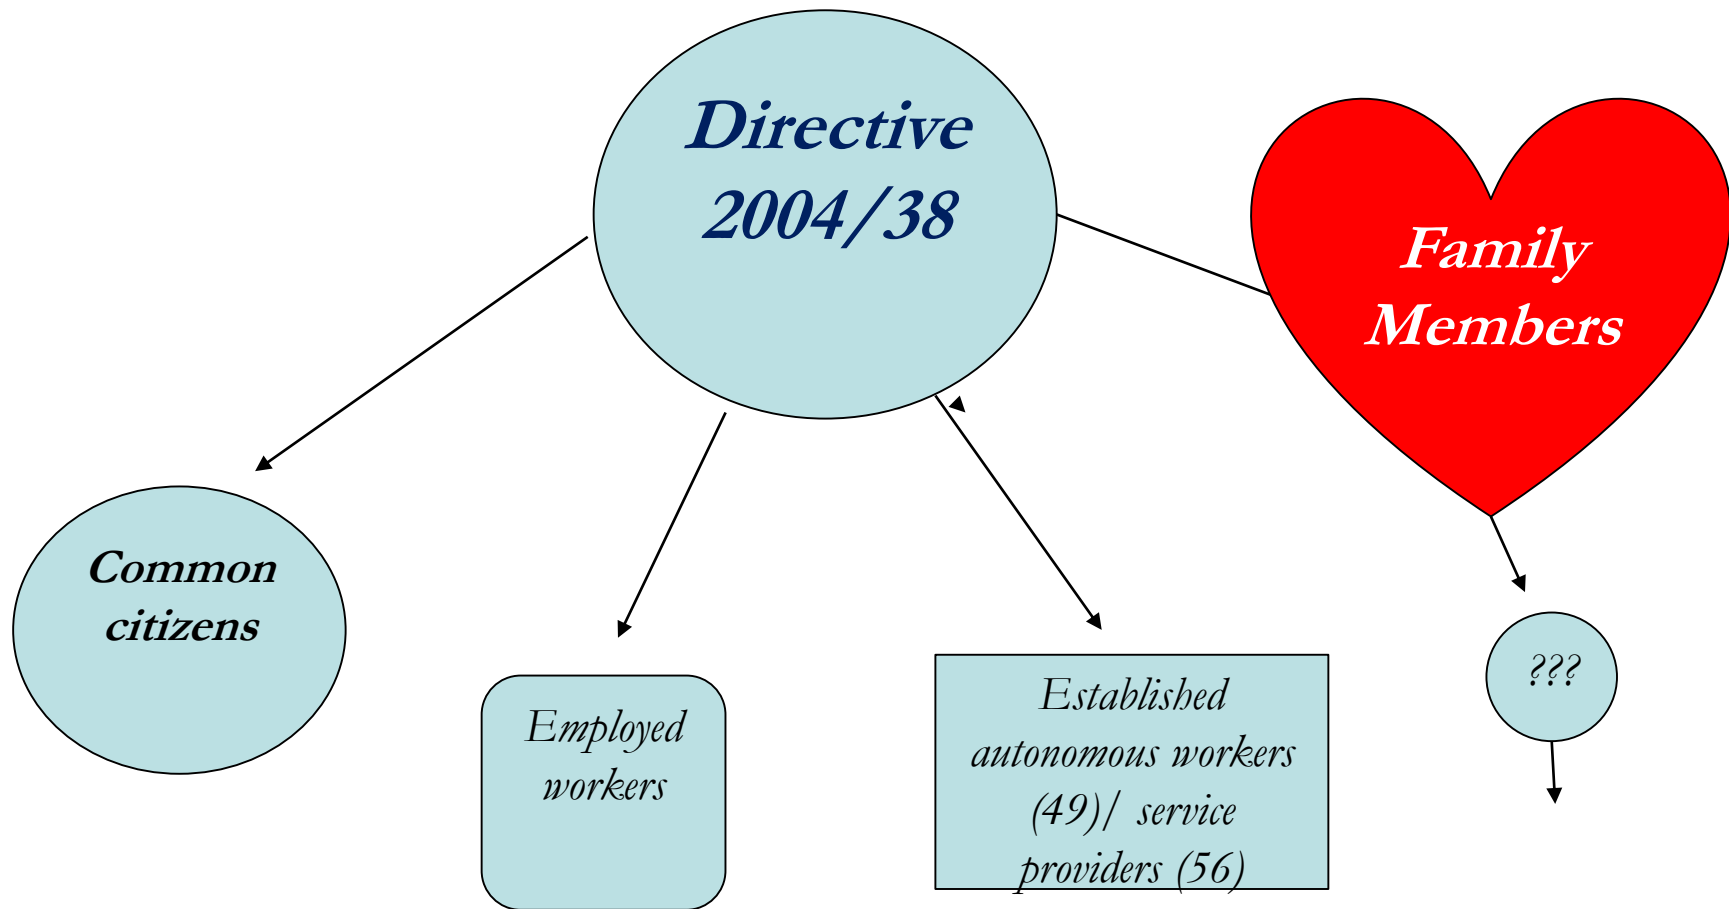 Directive
2004/38
Family
Members
Common
citizens
Employed
workers
Established
autonomous workers
(49)/ service
providers (56)
???